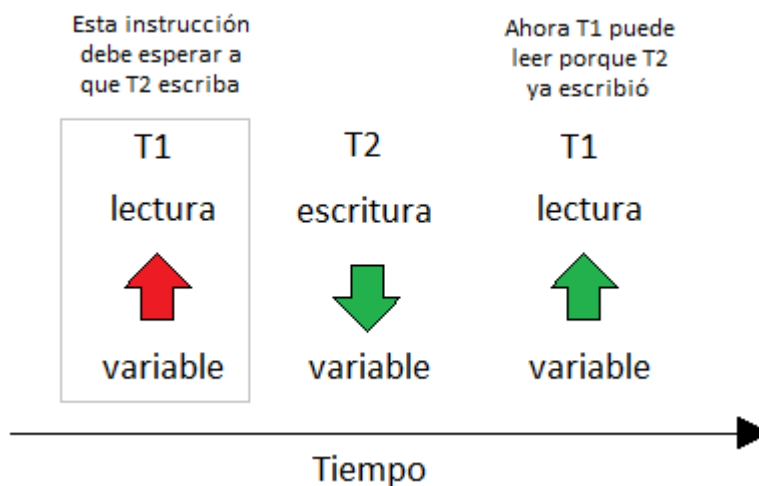 Esta instrucción
debe esperar a
que T2 escriba
Ahora T1 puede
leer porque T2
ya escribió
T1
T2
T1
lectura
escritura
lectura
variable
variable
variable
Tiempo